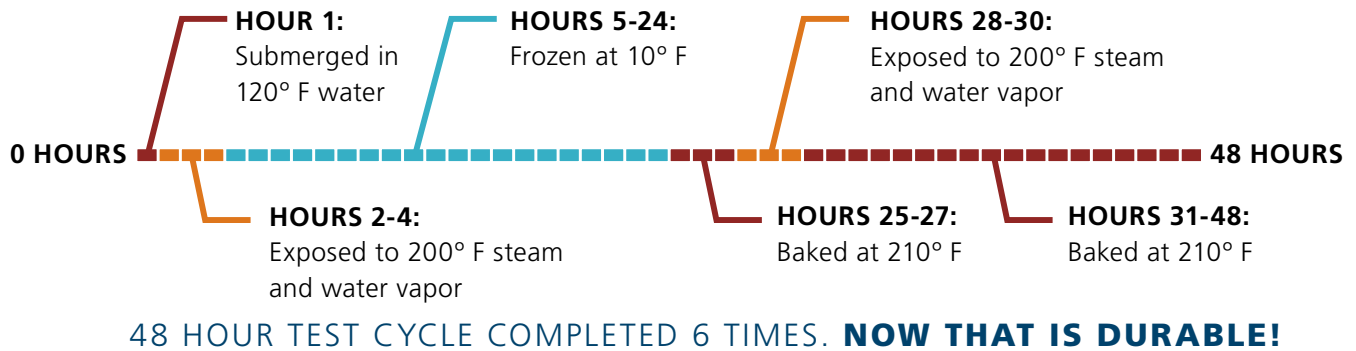 HOUR 1:
Submerged in
120° F water
HOURS 5-24:
Frozen at 10° F
HOURS 28-30:
Exposed to 200° F steam
and water vapor
0 HOURS
48 HOURS
HOURS 2-4:
Exposed to 200° F steam
and water vapor
HOURS 25-27:
Baked at 210° F
HOURS 31-48:
Baked at 210° F
48 HOUR TEST CYCLE COMPLETED 6 TIMES. NOW THAT IS DURABLE!